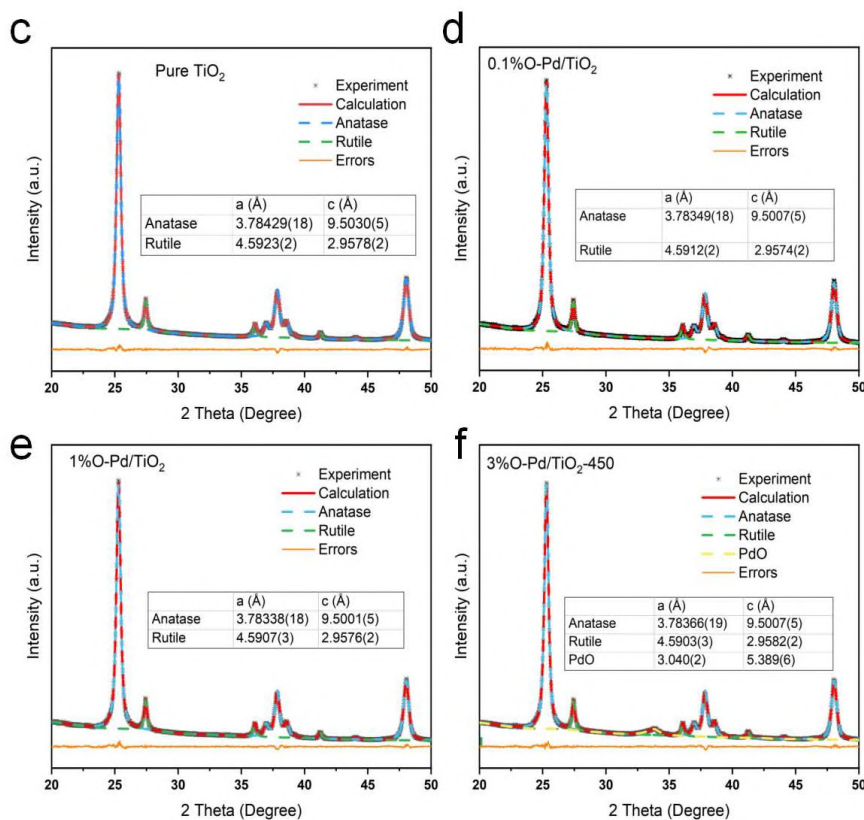 c
Pure TiO₂
Experiment
Calculation
Anatase
Rutile
Errors
a (Å) c (Å)
Anatase 3.78429(18) 9.5030(5)
Rutile 4.5923(2) 2.9578(2)
Intensity (a.u.)
20 25 30 35 40 45 50
2 Theta (Degree)
d
0.1%O-Pd/TiO₂
Experiment
Calculation
Anatase
Rutile
Errors
a (Å) c (Å)
Anatase 3.78349(18) 9.5007(5)
Rutile 4.5912(2) 2.9574(2)
Intensity (a.u.)
20 25 30 35 40 45 50
2 Theta (Degree)
e
1%O-Pd/TiO₂
Experiment
Calculation
Anatase
Rutile
Errors
a (Å) c (Å)
Anatase 3.78338(18) 9.5001(5)
Rutile 4.5907(3) 2.9576(2)
Intensity (a.u.)
20 25 30 35 40 45 50
2 Theta (Degree)
f
3%O-Pd/TiO₂-450
Experiment
Calculation
Anatase
Rutile
PdO
Errors
a (Å) c (Å)
Anatase 3.78366(19) 9.5007(5)
Rutile 4.5903(3) 2.9582(2)
PdO 3.040(2) 5.389(6)
Intensity (a.u.)
20 25 30 35 40 45 50
2 Theta (Degree)